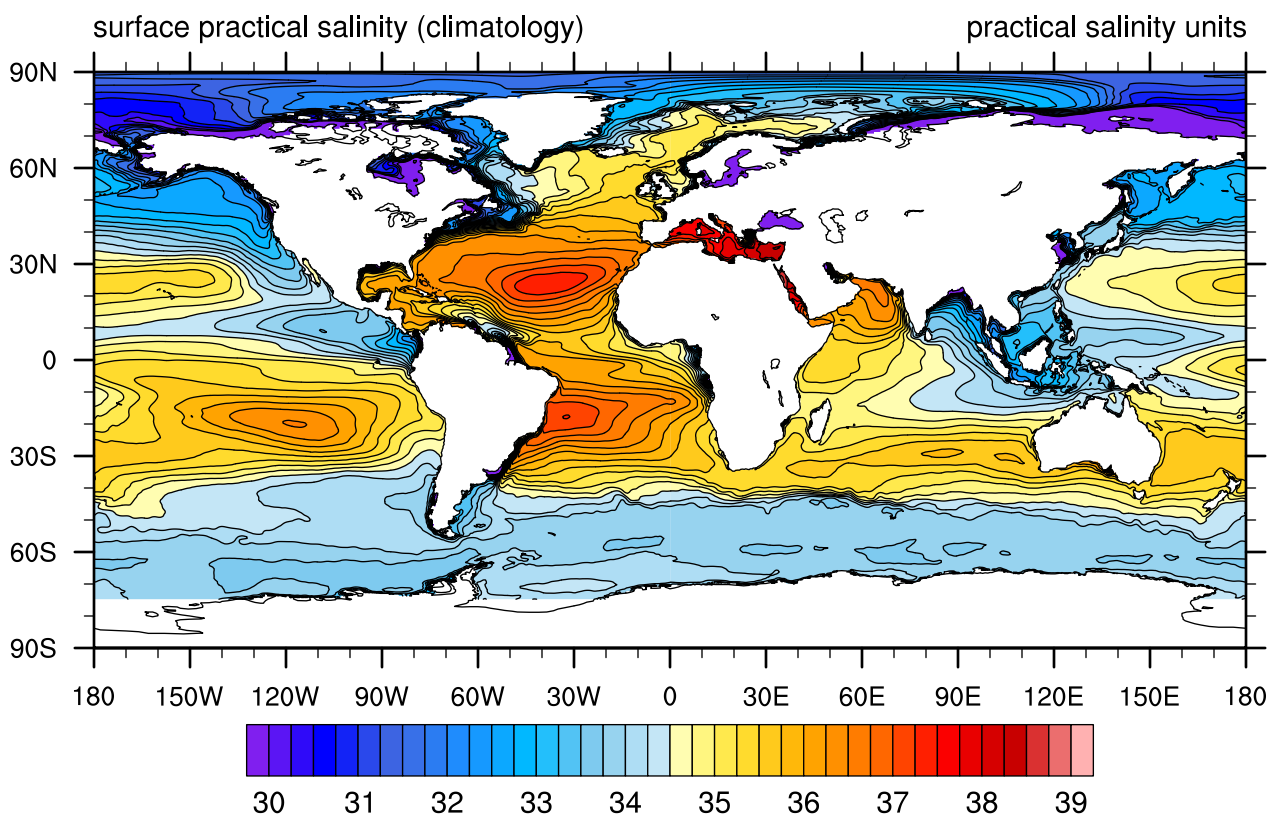 surface practical salinity (climatology) practical salinity units
90N
60N
30N
0
30S
60S
90S
180 150W 120W 90W 60W 30W 0 30E 60E 90E 120E 150E 180
30 31 32 33 34 35 36 37 38 39